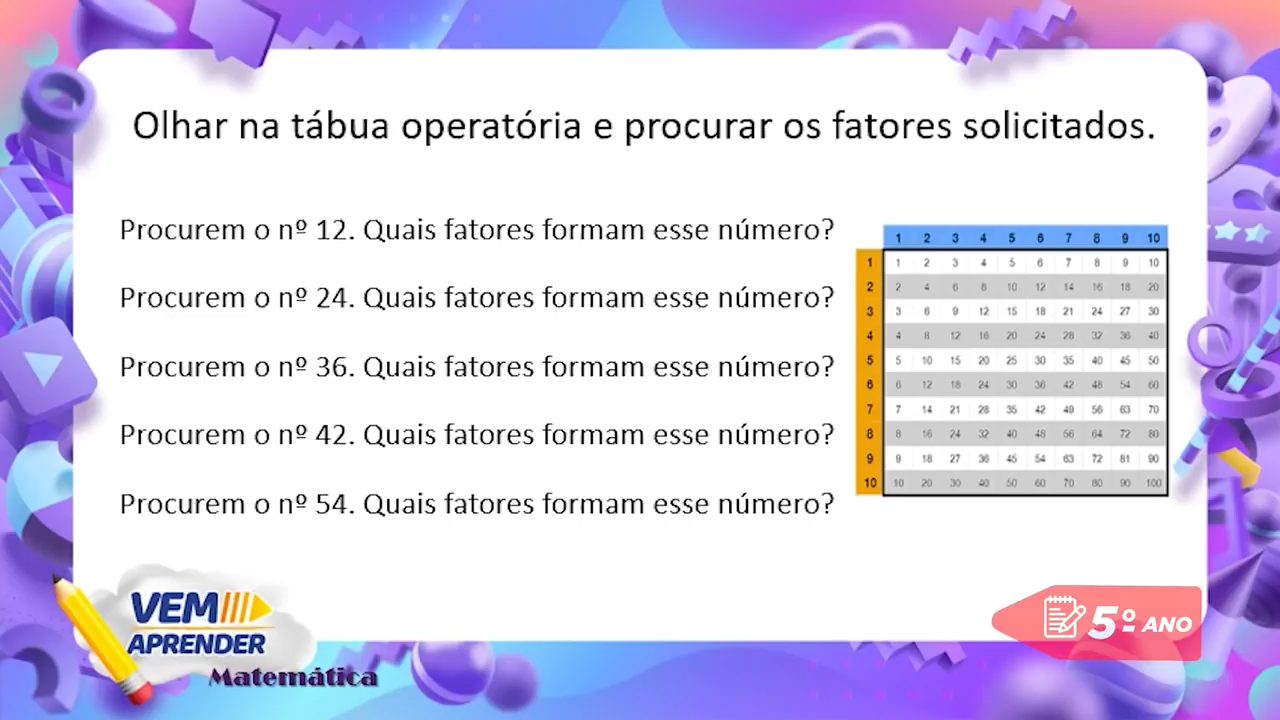 Olhar na tábua operatória e procurar os fatores solicitados.
Procurem o nº 12. Quais fatores formam esse número?
Procurem o nº 24. Quais fatores formam esse número?
Procurem o nº 36. Quais fatores formam esse número?
Procurem o nº 42. Quais fatores formam esse número?
Procurem o nº 54. Quais fatores formam esse número?
1 2 3 4 5 6 7 8 9 10
1 1 2 3 4 5 6 7 8 9 10
2 2 4 6 8 10 12 14 16 18 20
3 3 6 9 12 15 18 21 24 27 30
4 4 8 12 16 20 24 28 32 36 40
5 5 10 15 20 25 30 35 40 45 50
6 6 12 18 24 30 36 42 48 54 60
7 7 14 21 28 35 42 49 56 63 70
8 8 16 24 32 40 48 56 64 72 80
9 9 18 27 36 45 54 63 72 81 90
10 10 20 30 40 50 60 70 80 90 100
VEM
APRENDER
Matemática
5º ANO